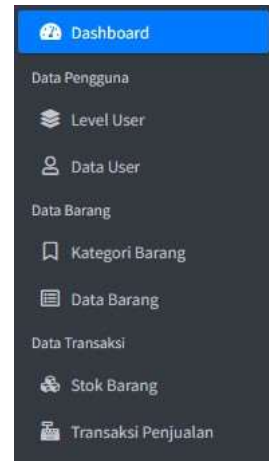 Dashboard
Data Pengguna
Level User
Data User
Data Barang
Kategori Barang
Data Barang
Data Transaksi
Stok Barang
Transaksi Penjualan